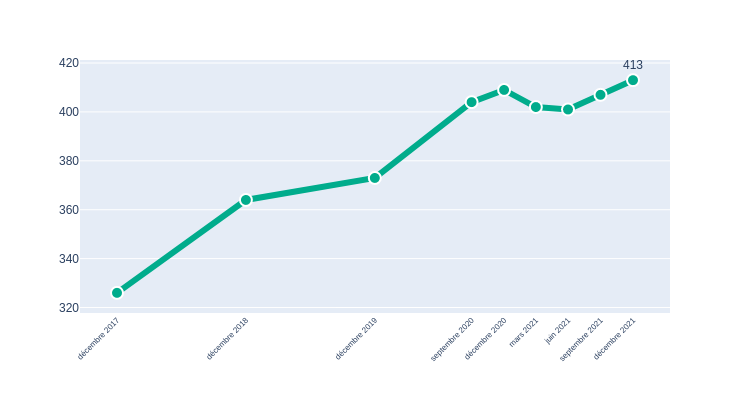 420
413
400
380
360
340
320
décembre 2017
décembre 2018
décembre 2019
septembre 2020
décembre 2020
mars 2021
juin 2021
septembre 2021
décembre 2021